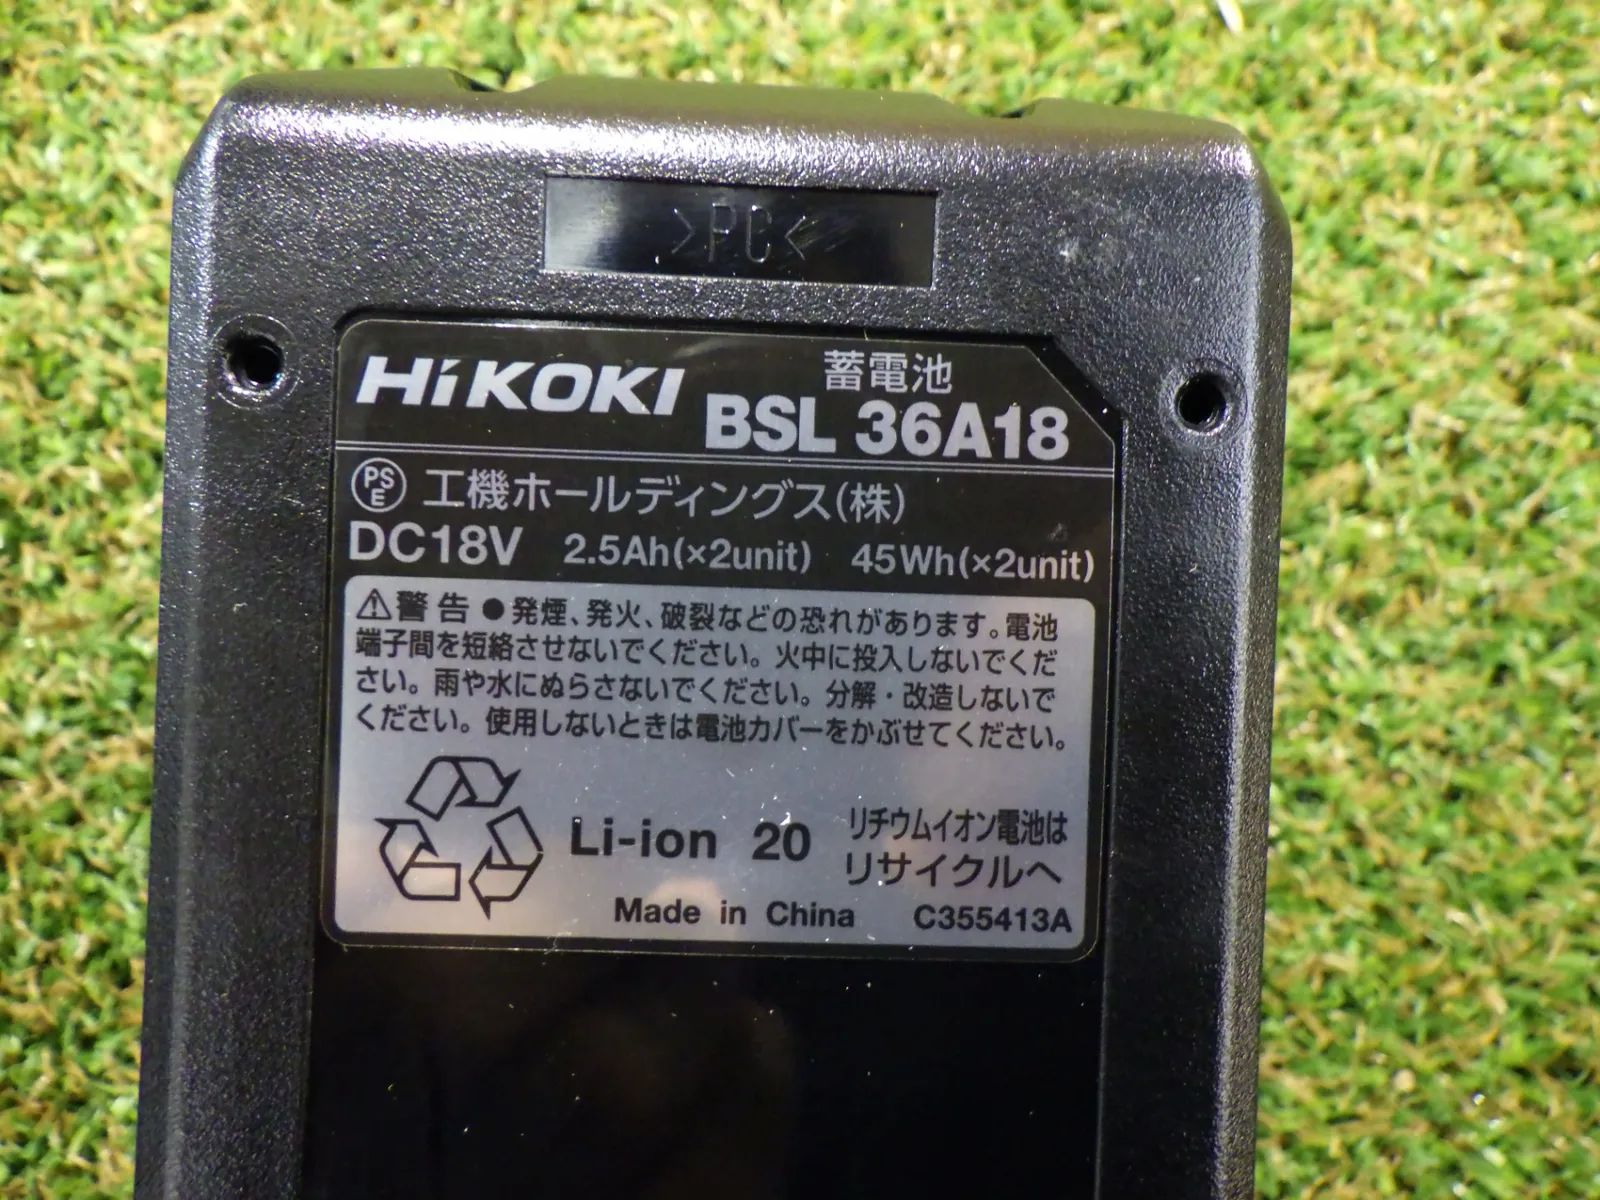 >PC<
HiKOKI
蓄電池
BSL 36A18
PS
E
工機ホールディングス(株)
DC18V 2.5Ah(×2unit) 45Wh(×2unit)
⚠警告 ●発煙、発火、破裂などの恐れがあります。電池
端子間を短絡させないでください。火中に投入しないでくだ
さい。雨や水にぬらさないでください。分解・改造しないで
ください。使用しないときは電池カバーをかぶせてください。
Li-ion 20
リチウムイオン電池は
リサイクルへ
Made in China C355413A